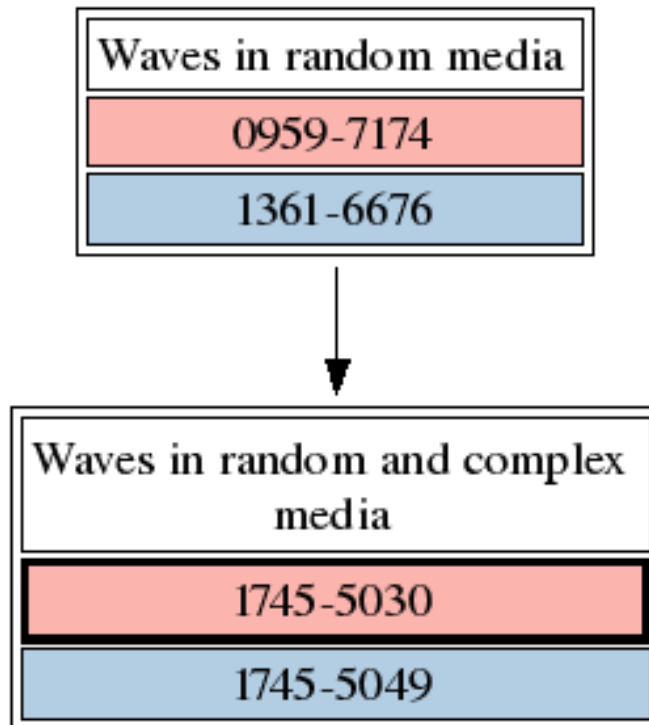 Waves in random media
0959-7174
1361-6676
Waves in random and complex
media
1745-5030
1745-5049